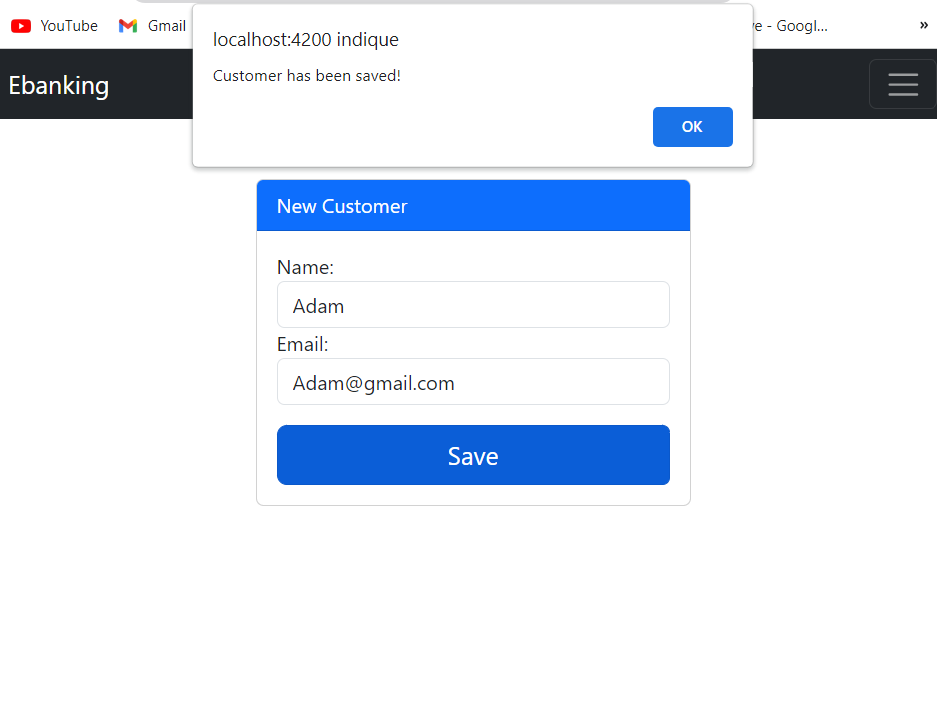 YouTube Gmail
localhost:4200 indique
Customer has been saved!
OK
Ebanking
- Googl...
»
New Customer
Name:
Adam
Email:
Adam@gmail.com
Save